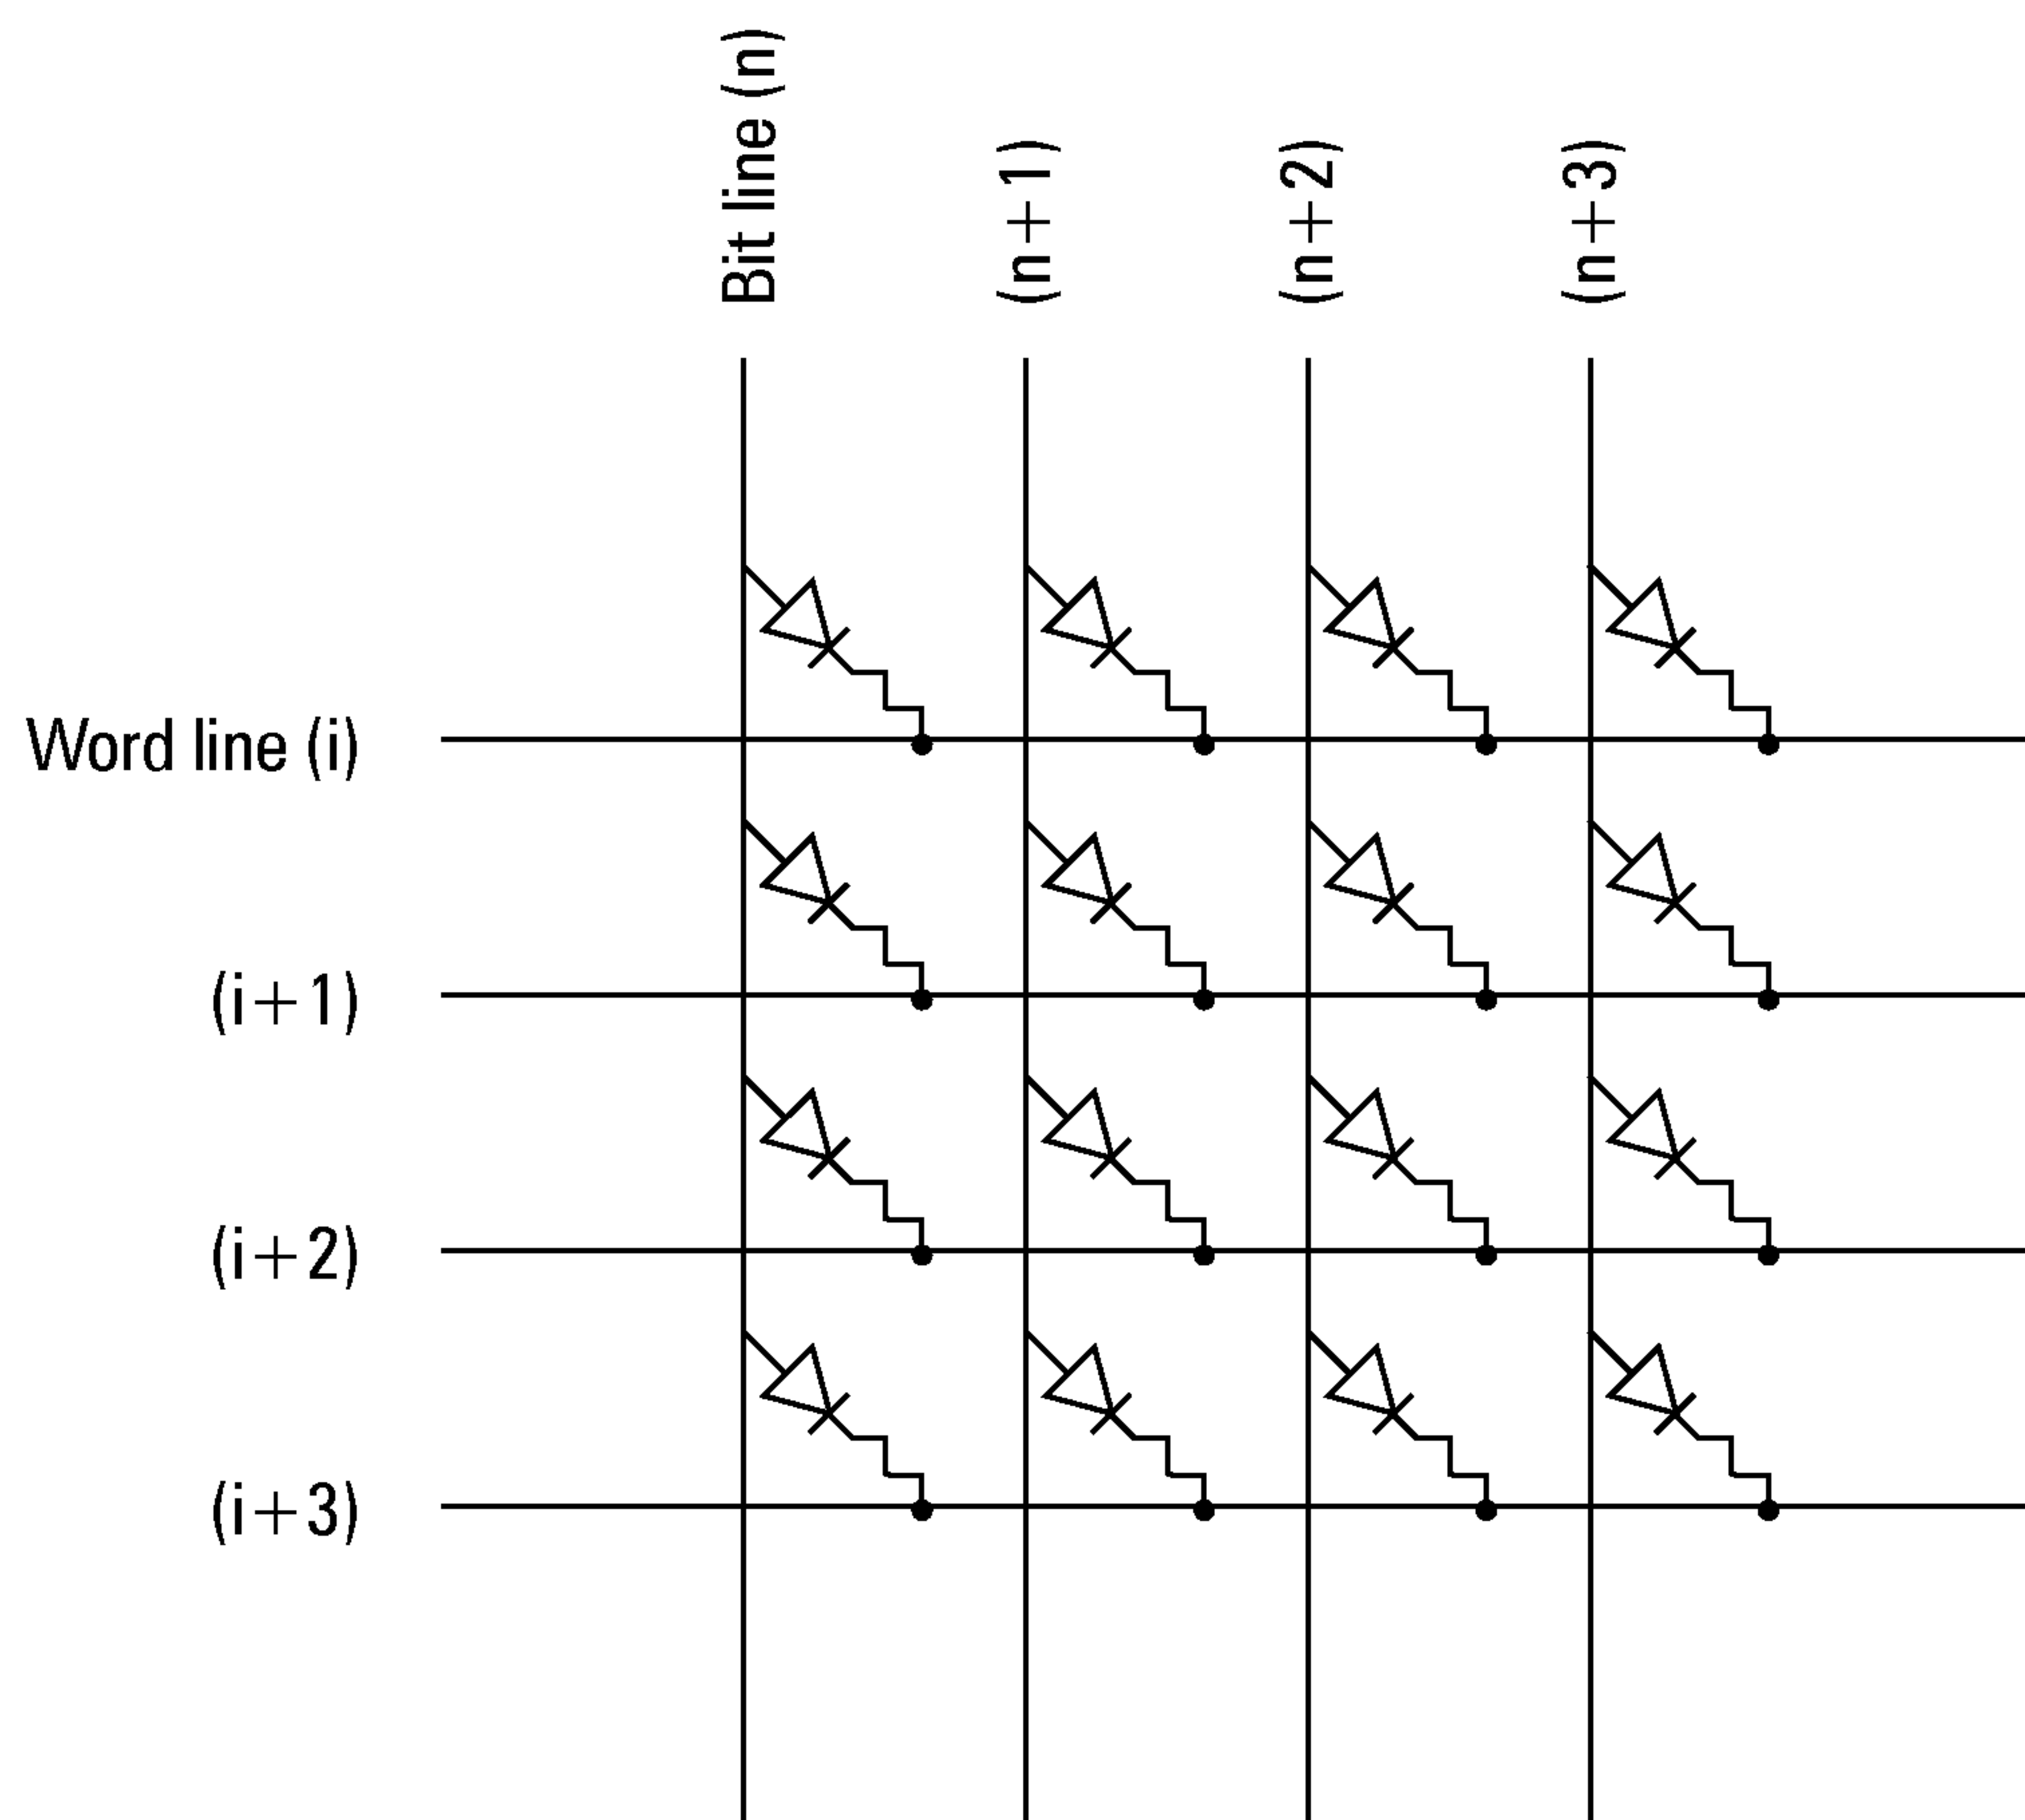 Bit line (n)
(n+1)
(n+2)
(n+3)
Word line (i)
(i+1)
(i+2)
(i+3)